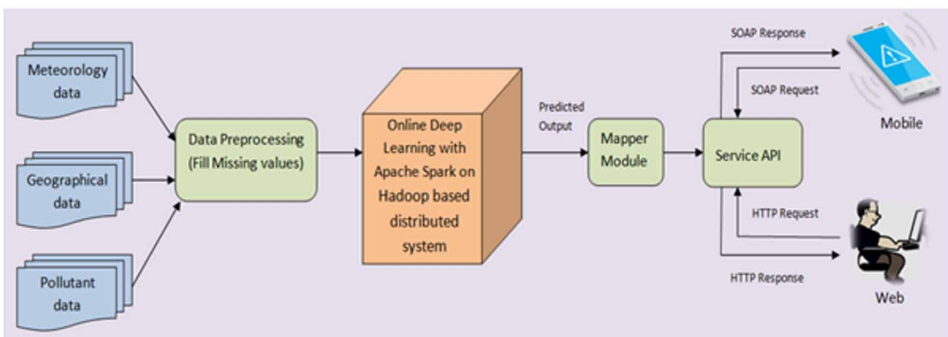 Meteorology
data
Geographical
data
Pollutant
data
Data Preprocessing
(Fill Missing values)
Online Deep
Learning with
Apache Spark on
Hadoop based
distributed
system
Predicted
Output
Mapper
Module
Service API
SOAP Response
SOAP Request
Mobile
HTTP Request
HTTP Response
Web